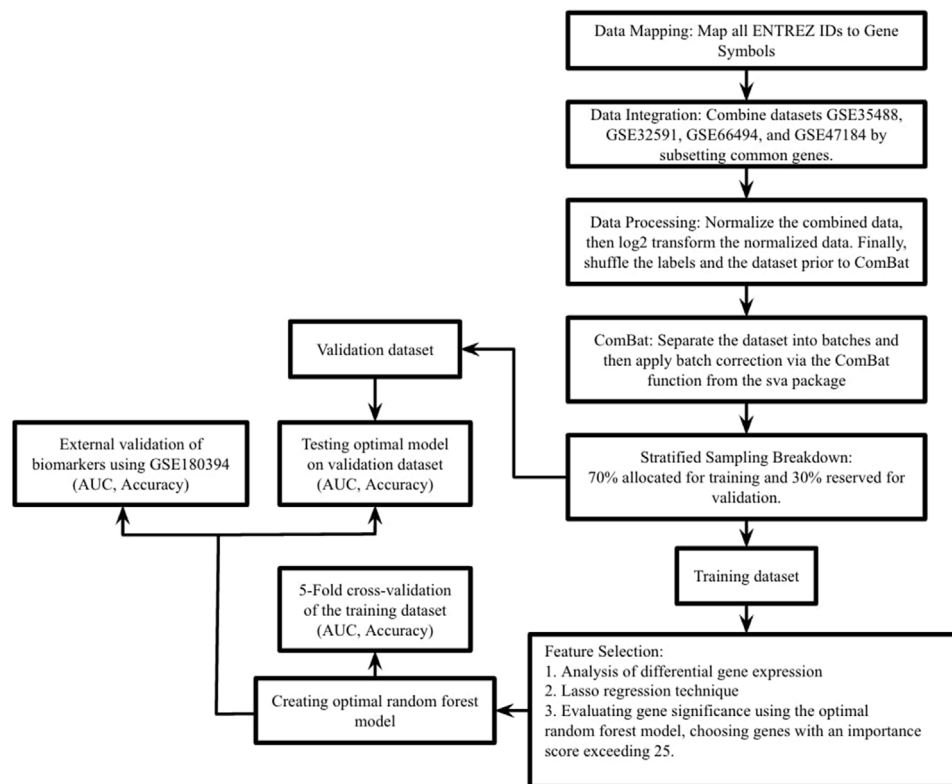 Data Mapping: Map all ENTREZ IDs to Gene
Symbols
Data Integration: Combine datasets GSE35488,
GSE32591, GSE66494, and GSE47184 by
subsetting common genes.
Data Processing: Normalize the combined data,
then log2 transform the normalized data. Finally,
shuffle the labels and the dataset prior to ComBat
ComBat: Separate the dataset into batches and
then apply batch correction via the ComBat
function from the sva package
Stratified Sampling Breakdown:
70% allocated for training and 30% reserved for
validation.
Validation dataset
Testing optimal model
on validation dataset
(AUC, Accuracy)
External validation of
biomarkers using GSE180394
(AUC, Accuracy)
Training dataset
Feature Selection:
1. Analysis of differential gene expression
2. Lasso regression technique
3. Evaluating gene significance using the optimal
random forest model, choosing genes with an importance
score exceeding 25.
Creating optimal random forest
model
5-Fold cross-validation
of the training dataset
(AUC, Accuracy)